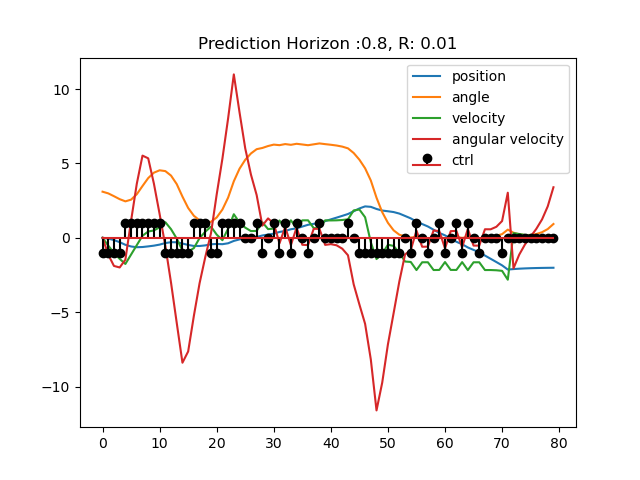 Prediction Horizon :0.8, R: 0.01
position
angle
velocity
angular velocity
ctrl
10
5
0
−5
−10
0 10 20 30 40 50 60 70 80